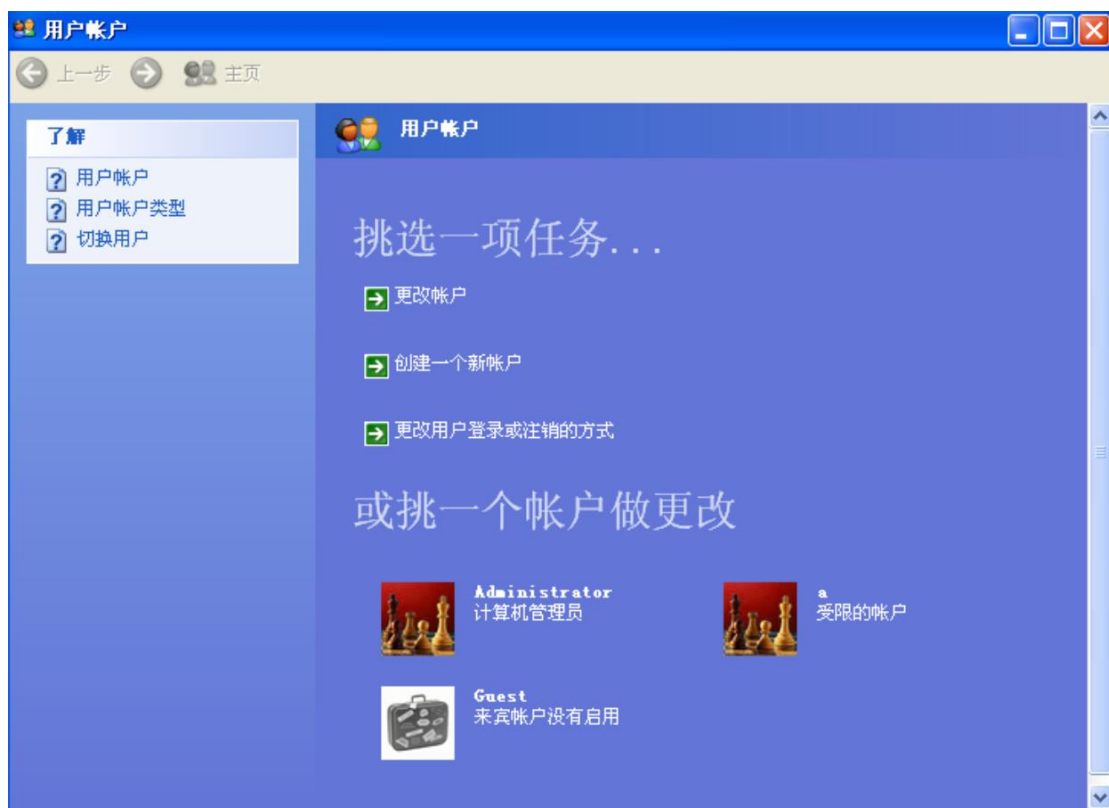 用户帐户
上一步 主页
了解
用户帐户
用户帐户类型
切换用户
用户帐户
挑选一项任务...
更改帐户
创建一个新帐户
更改用户登录或注销的方式
或挑一个帐户做更改
Administrator
计算机管理员
a
受限的帐户
Guest
来宾帐户没有启用